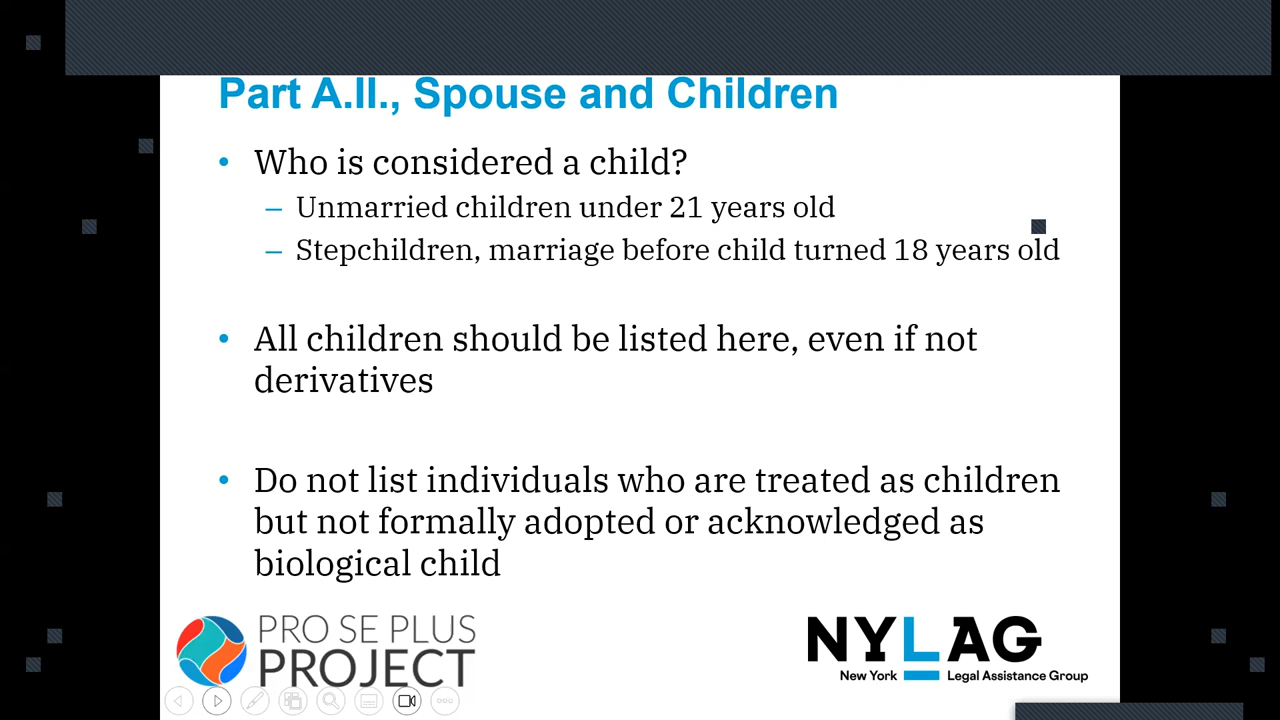 Part A.II., Spouse and Children
• Who is considered a child?
– Unmarried children under 21 years old
– Stepchildren, marriage before child turned 18 years old
• All children should be listed here, even if not
derivatives
• Do not list individuals who are treated as children
but not formally adopted or acknowledged as
biological child
PRO SE PLUS
PROJECT
NYLAG
New York Legal Assistance Group